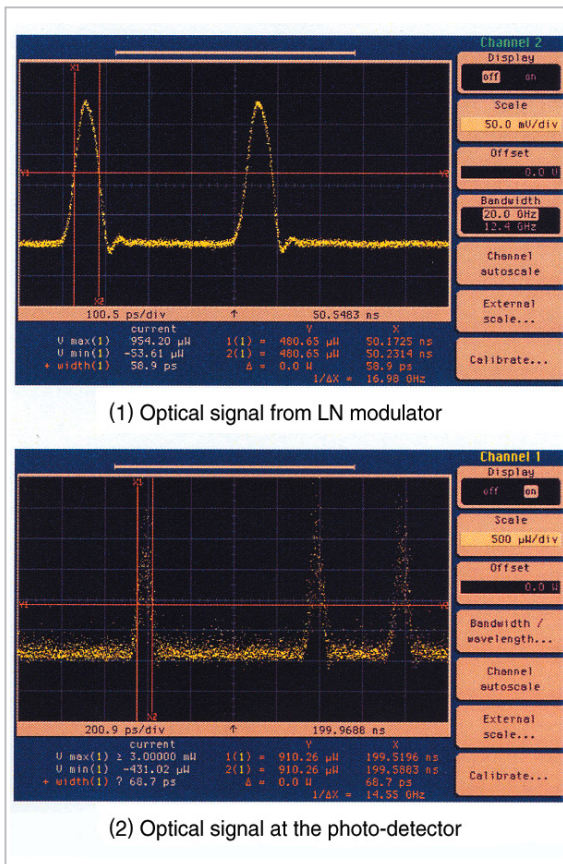 Channel 2
Display
off on
Scale
50.0 mV/div
Offset
0.0 V
Bandwidth
20.0 GHz
12.4 GHz
Channel
autoscale
External
scale...
Calibrate...
X1
Y1 Y2
X2
100.5 ps/div ↑ 50.5483 ns
current Y X
V max(1) 954.20 µW 1(1) = 480.65 µW 50.1725 ns
V min(1) -53.61 µW 2(1) = 480.65 µW 50.2314 ns
+ width(1) 58.9 ps Δ = 0.0 W 58.9 ps
1/ΔX = 16.98 GHz
(1) Optical signal from LN modulator
Channel 1
Display
off on
Scale
500 µW/div
Offset
0.0 W
Bandwidth /
wavelength...
Channel
autoscale
External
scale...
Calibrate...
X1
Y1 Y2
X2
200.9 ps/div ↑ 199.9688 ns
current Y X
V max(1) ≥ 3.00000 mW 1(1) = 910.26 µW 199.5196 ns
V min(1) -431.02 µW 2(1) = 910.26 µW 199.5883 ns
+ width(1) ? 68.7 ps Δ = 0.0 W 68.7 ps
1/ΔX = 14.55 GHz
(2) Optical signal at the photo-detector